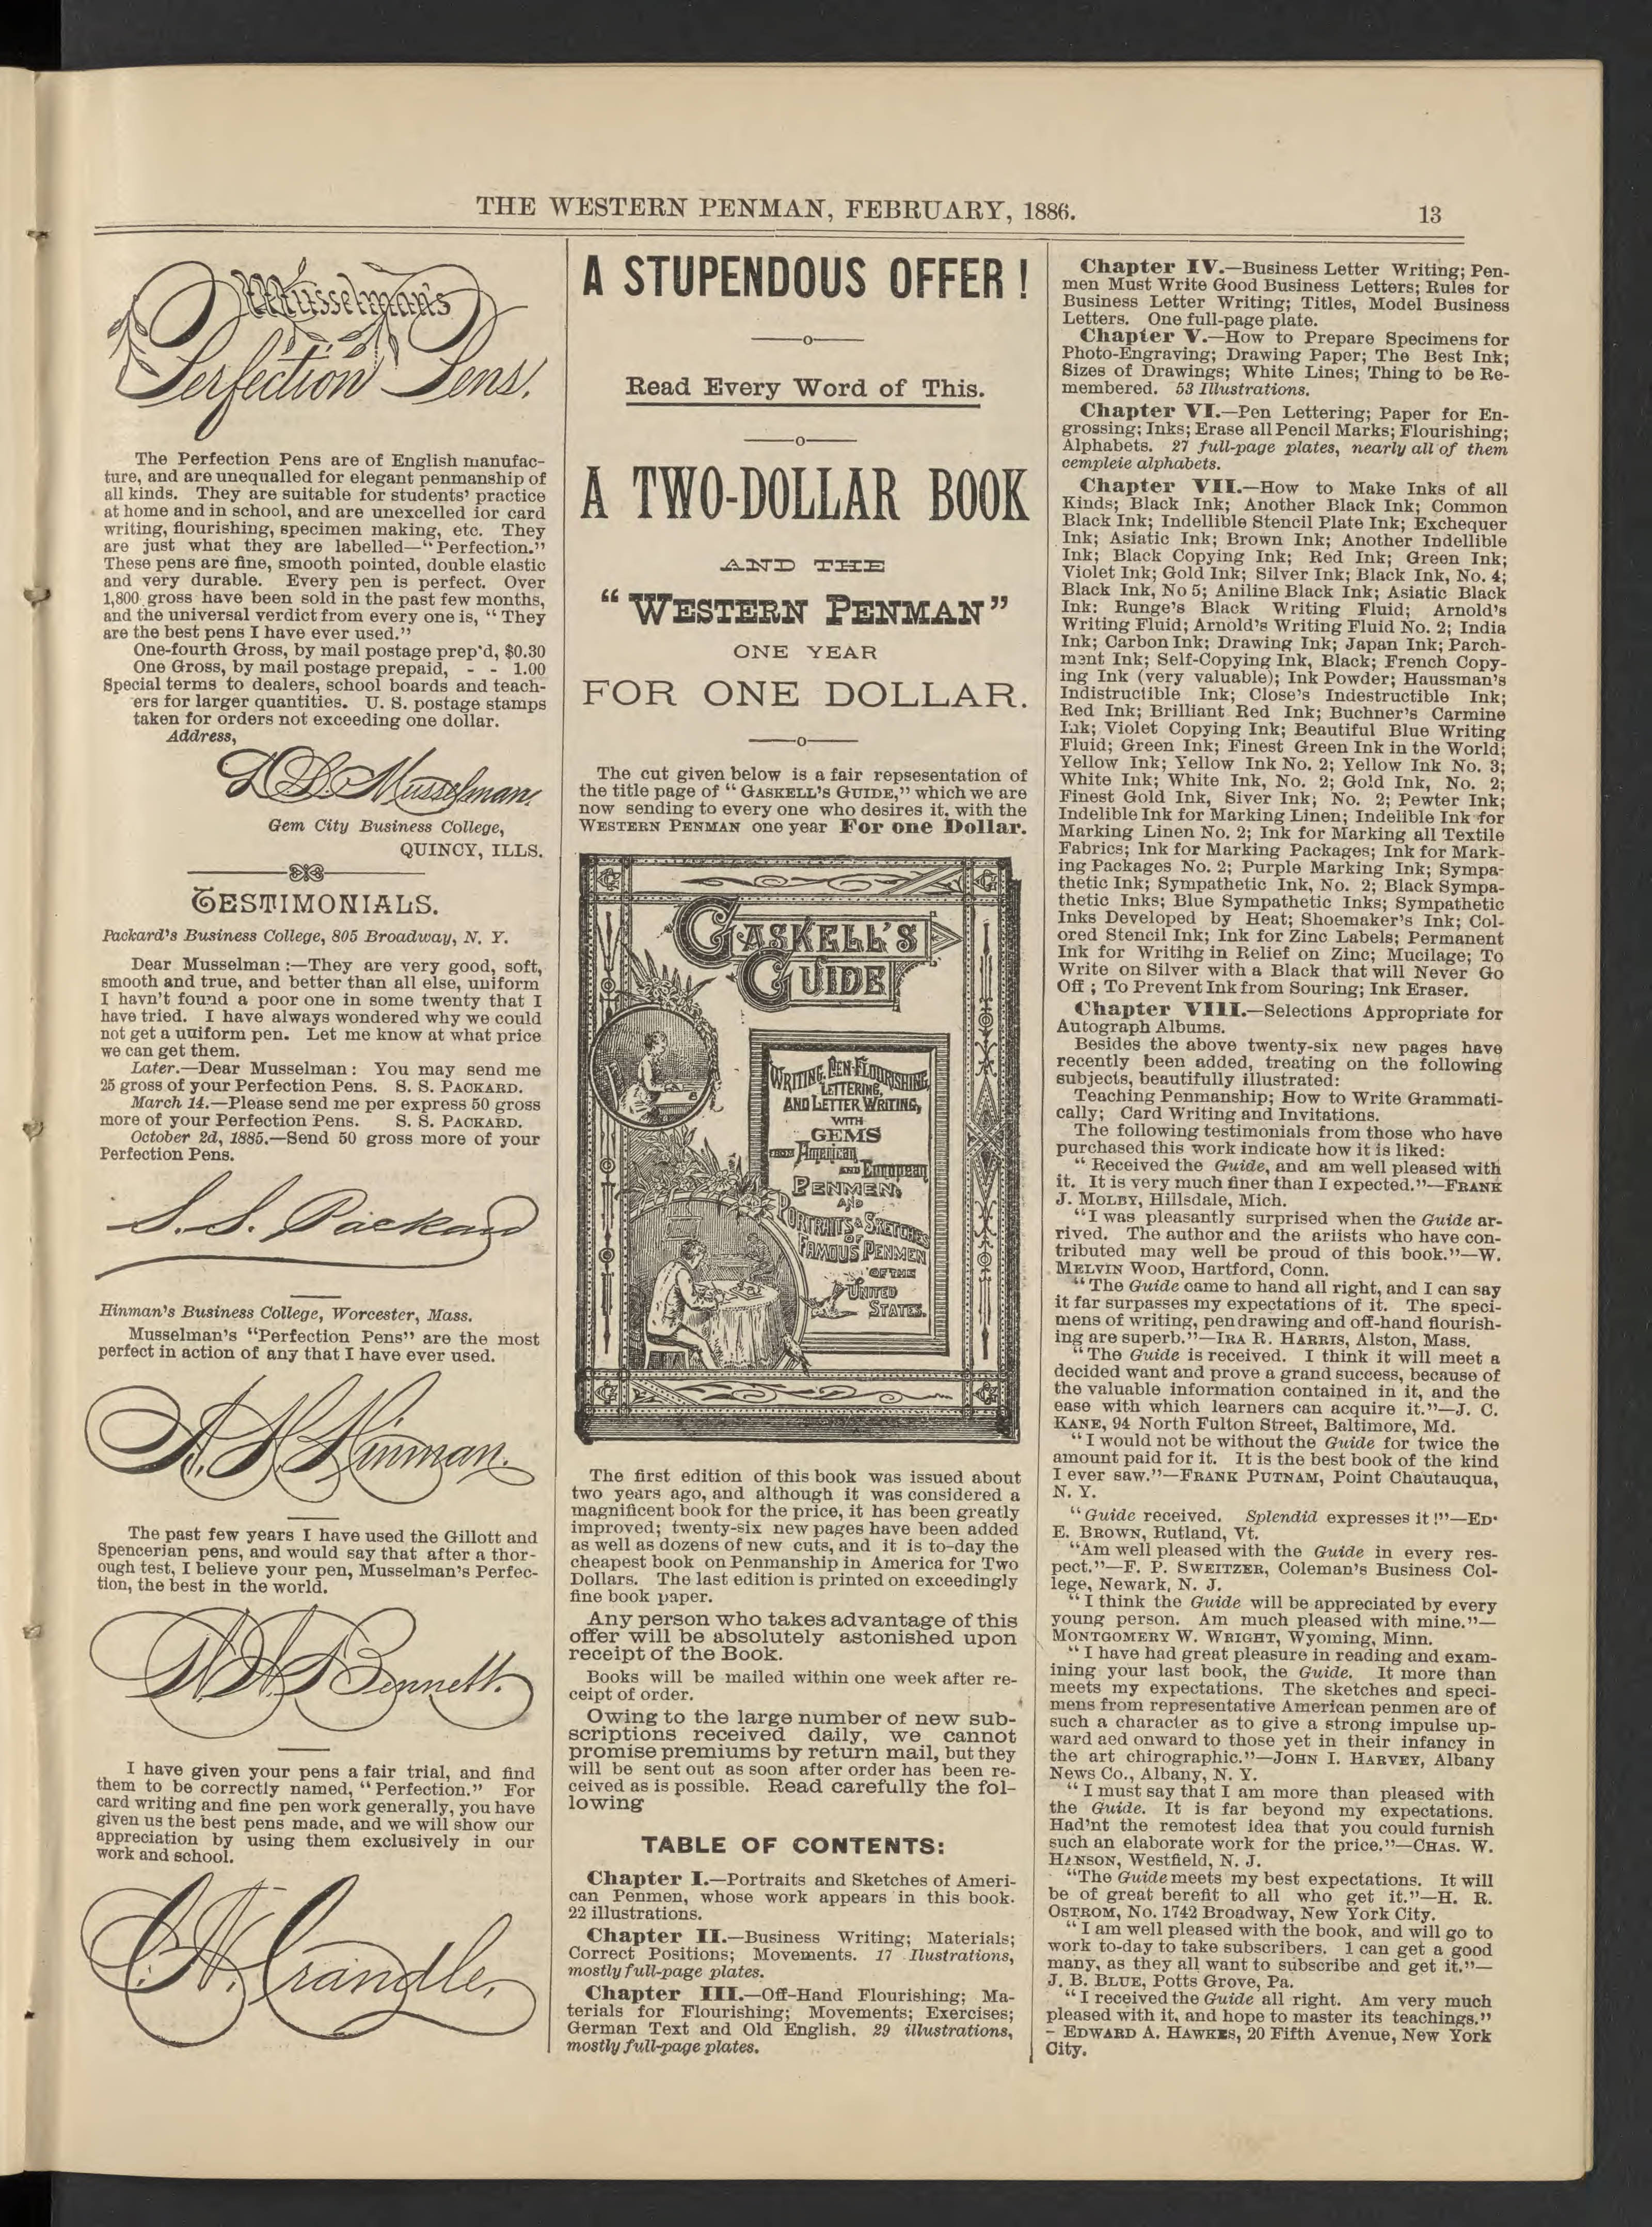 THE WESTERN PENMAN, FEBRUARY, 1886.
13
Musselman's
Perfection Pens.
The Perfection Pens are of English manufac-
ture, and are unequalled for elegant penmanship of
all kinds. They are suitable for students' practice
at home and in school, and are unexcelled ior card
writing, flourishing, specimen making, etc. They
are just what they are labelled—"Perfection."
These pens are fine, smooth pointed, double elastic
and very durable. Every pen is perfect. Over
1,800 gross have been sold in the past few months,
and the universal verdict from every one is, "They
are the best pens I have ever used."
One-fourth Gross, by mail postage prep'd, $0.30
One Gross, by mail postage prepaid, - - 1.00
Special terms to dealers, school boards and teach-
ers for larger quantities. U. S. postage stamps
taken for orders not exceeding one dollar.
Address,
D. L. Musselman,
Gem City Business College,
QUINCY, ILLS.
TESTIMONIALS.
Packard's Business College, 805 Broadway, N. Y.
Dear Musselman:—They are very good, soft,
smooth and true, and better than all else, uniform
I havn't found a poor one in some twenty that I
have tried. I have always wondered why we could
not get a uniform pen. Let me know at what price
we can get them.
Later.—Dear Musselman: You may send me
25 gross of your Perfection Pens. S. S. PACKARD.
March 14.—Please send me per express 50 gross
more of your Perfection Pens. S. S. PACKARD.
October 2d, 1885.—Send 50 gross more of your
Perfection Pens.
S. S. Packard
Hinman's Business College, Worcester, Mass.
Musselman's "Perfection Pens" are the most
perfect in action of any that I have ever used.
A. H. Hinman.
The past few years I have used the Gillott and
Spencerian pens, and would say that after a thor-
ough test, I believe your pen, Musselman's Perfec-
tion, the best in the world.
Bennett.
I have given your pens a fair trial, and find
them to be correctly named, "Perfection." For
card writing and fine pen work generally, you have
given us the best pens made, and we will show our
appreciation by using them exclusively in our
work and school.
C. N. Crandle,
A STUPENDOUS OFFER!
Read Every Word of This.
A TWO-DOLLAR BOOK
AND THE
"WESTERN PENMAN"
ONE YEAR
FOR ONE DOLLAR.
The cut given below is a fair repsesentation of
the title page of "GASKELL'S GUIDE," which we are
now sending to every one who desires it, with the
WESTERN PENMAN one year For one Dollar.
GASKELL'S
GUIDE
WRITING, PEN-FLOURISHING,
LETTERING,
AND LETTER WRITING,
WITH
GEMS
FROM American
AND European
PENMEN,
AND
PORTRAITS & SKETCHES
OF
FAMOUS PENMEN
OF THE
UNITED
STATES.
The first edition of this book was issued about
two years ago, and although it was considered a
magnificent book for the price, it has been greatly
improved; twenty-six new pages have been added
as well as dozens of new cuts, and it is to-day the
cheapest book on Penmanship in America for Two
Dollars. The last edition is printed on exceedingly
fine book paper.
Any person who takes advantage of this
offer will be absolutely astonished upon
receipt of the Book.
Books will be mailed within one week after re-
ceipt of order.
Owing to the large number of new sub-
scriptions received daily, we cannot
promise premiums by return mail, but they
will be sent out as soon after order has been re-
ceived as is possible. Read carefully the fol-
lowing
TABLE OF CONTENTS:
Chapter I.—Portraits and Sketches of Ameri-
can Penmen, whose work appears in this book.
22 illustrations.
Chapter II.—Business Writing; Materials;
Correct Positions; Movements. 17 Ilustrations,
mostly full-page plates.
Chapter III.—Off-Hand Flourishing; Ma-
terials for Flourishing; Movements; Exercises;
German Text and Old English. 29 illustrations,
mostly full-page plates.
Chapter IV.—Business Letter Writing; Pen-
men Must Write Good Business Letters; Rules for
Business Letter Writing; Titles, Model Business
Letters. One full-page plate.
Chapter V.—How to Prepare Specimens for
Photo-Engraving; Drawing Paper; The Best Ink;
Sizes of Drawings; White Lines; Thing to be Re-
membered. 53 Illustrations.
Chapter VI.—Pen Lettering; Paper for En-
grossing; Inks; Erase all Pencil Marks; Flourishing;
Alphabets. 27 full-page plates, nearly all of them
cempleie alphabets.
Chapter VII.—How to Make Inks of all
Kinds; Black Ink; Another Black Ink; Common
Black Ink; Indellible Stencil Plate Ink; Exchequer
Ink; Asiatic Ink; Brown Ink; Another Indellible
Ink; Black Copying Ink; Red Ink; Green Ink;
Violet Ink; Gold Ink; Silver Ink; Black Ink, No. 4;
Black Ink, No 5; Aniline Black Ink; Asiatic Black
Ink: Runge's Black Writing Fluid; Arnold's
Writing Fluid; Arnold's Writing Fluid No. 2; India
Ink; Carbon Ink; Drawing Ink; Japan Ink; Parch-
ment Ink; Self-Copying Ink, Black; French Copy-
ing Ink (very valuable); Ink Powder; Haussman's
Indistructible Ink; Close's Indestructible Ink;
Red Ink; Brilliant Red Ink; Buchner's Carmine
Ink; Violet Copying Ink; Beautiful Blue Writing
Fluid; Green Ink; Finest Green Ink in the World;
Yellow Ink; Yellow Ink No. 2; Yellow Ink No. 3;
White Ink; White Ink, No. 2; Gold Ink, No. 2;
Finest Gold Ink, Siver Ink; No. 2; Pewter Ink;
Indelible Ink for Marking Linen; Indelible Ink for
Marking Linen No. 2; Ink for Marking all Textile
Fabrics; Ink for Marking Packages; Ink for Mark-
ing Packages No. 2; Purple Marking Ink; Sympa-
thetic Ink; Sympathetic Ink, No. 2; Black Sympa-
thetic Inks; Blue Sympathetic Inks; Sympathetic
Inks Developed by Heat; Shoemaker's Ink; Col-
ored Stencil Ink; Ink for Zinc Labels; Permanent
Ink for Writihg in Relief on Zinc; Mucilage; To
Write on Silver with a Black that will Never Go
Off; To Prevent Ink from Souring; Ink Eraser.
Chapter VIII.—Selections Appropriate for
Autograph Albums.
Besides the above twenty-six new pages have
recently been added, treating on the following
subjects, beautifully illustrated:
Teaching Penmanship; How to Write Grammati-
cally; Card Writing and Invitations.
The following testimonials from those who have
purchased this work indicate how it is liked:
"Received the Guide, and am well pleased with
it. It is very much finer than I expected."—FRANK
J. MOLBY, Hillsdale, Mich.
"I was pleasantly surprised when the Guide ar-
rived. The author and the ariists who have con-
tributed may well be proud of this book."—W.
MELVIN WOOD, Hartford, Conn.
"The Guide came to hand all right, and I can say
it far surpasses my expectations of it. The speci-
mens of writing, pen drawing and off-hand flourish-
ing are superb."—IRA R. HARRIS, Alston, Mass.
"The Guide is received. I think it will meet a
decided want and prove a grand success, because of
the valuable information contained in it, and the
ease with which learners can acquire it."—J. C.
KANE, 94 North Fulton Street, Baltimore, Md.
"I would not be without the Guide for twice the
amount paid for it. It is the best book of the kind
I ever saw."—FRANK PUTNAM, Point Chautauqua,
N. Y.
"Guide received. Splendid expresses it!"—ED.
E. BROWN, Rutland, Vt.
"Am well pleased with the Guide in every res-
pect."—F. P. SWEITZER, Coleman's Business Col-
lege, Newark, N. J.
"I think the Guide will be appreciated by every
young person. Am much pleased with mine."—
MONTGOMERY W. WRIGHT, Wyoming, Minn.
"I have had great pleasure in reading and exam-
ining your last book, the Guide. It more than
meets my expectations. The sketches and speci-
mens from representative American penmen are of
such a character as to give a strong impulse up-
ward aed onward to those yet in their infancy in
the art chirographic."—JOHN I. HARVEY, Albany
News Co., Albany, N. Y.
"I must say that I am more than pleased with
the Guide. It is far beyond my expectations.
Had'nt the remotest idea that you could furnish
such an elaborate work for the price."—CHAS. W.
HANSON, Westfield, N. J.
"The Guide meets my best expectations. It will
be of great berefit to all who get it."—H. R.
OSTROM, No. 1742 Broadway, New York City.
"I am well pleased with the book, and will go to
work to-day to take subscribers. I can get a good
many, as they all want to subscribe and get it."—
J. B. BLUE, Potts Grove, Pa.
"I received the Guide all right. Am very much
pleased with it, and hope to master its teachings."
– EDWARD A. HAWKES, 20 Fifth Avenue, New York
City.